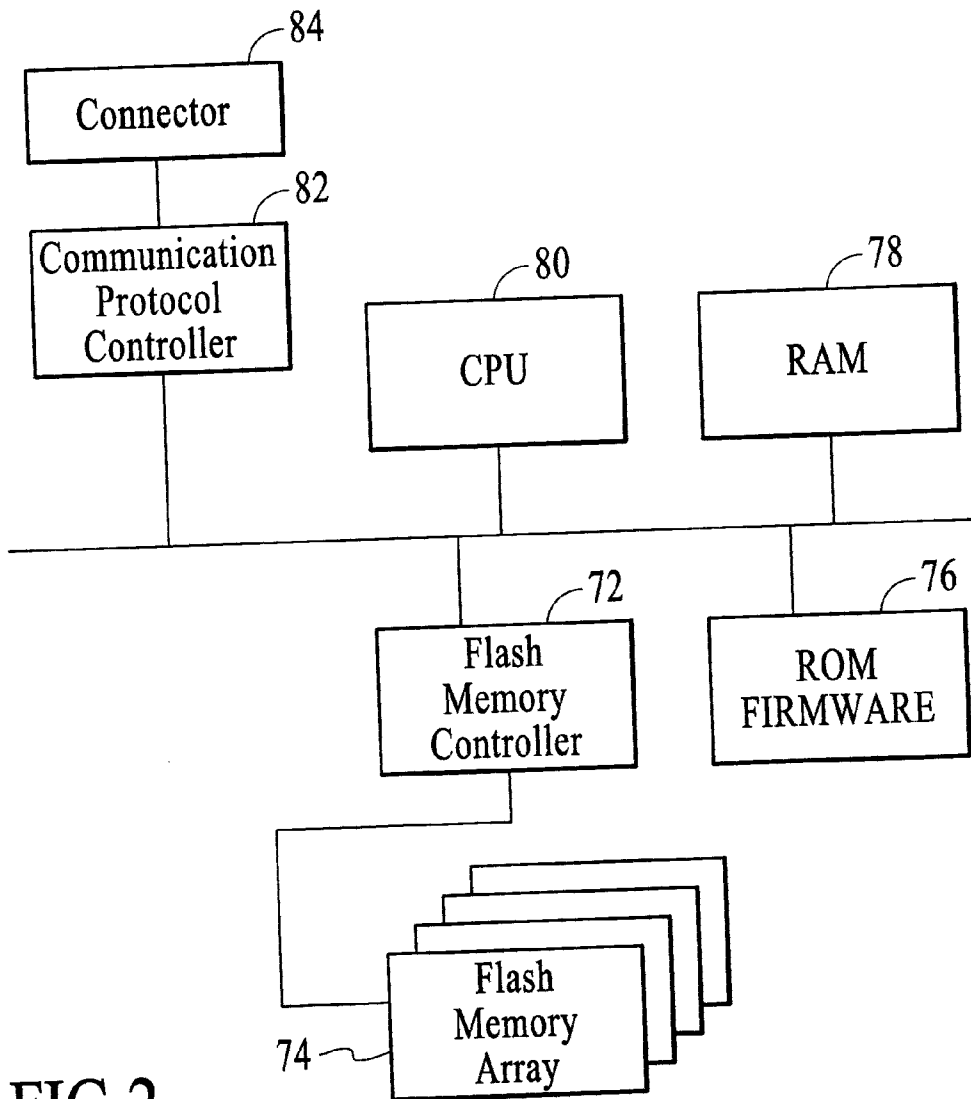 84
Connector
82
Communication
Protocol
Controller
80
CPU
78
RAM
72
Flash
Memory
Controller
76
ROM
FIRMWARE
Flash
Memory
Array
74
FIG.2